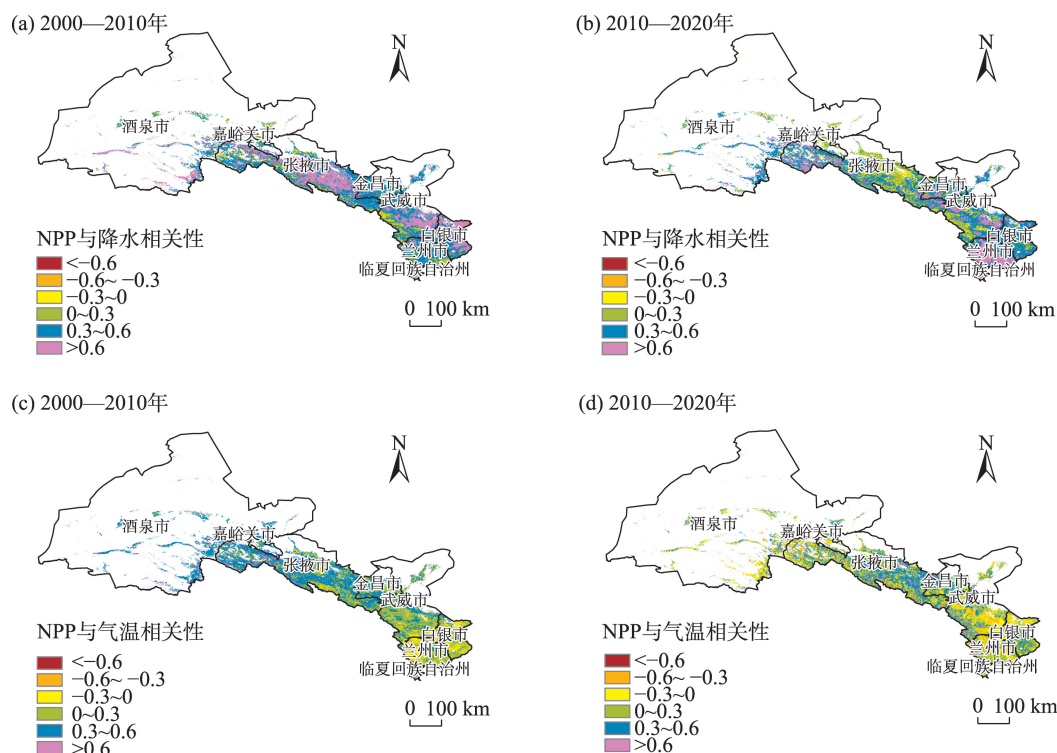 (a) 2000—2010年
N
酒泉市
嘉峪关市
张掖市
金昌市
武威市
白银市
兰州市
临夏回族自治州
NPP与降水相关性
<−0.6
−0.6~ −0.3
−0.3~0
0~0.3
0.3~0.6
>0.6
0 100 km
(b) 2010—2020年
N
酒泉市
嘉峪关市
张掖市
金昌市
武威市
白银市
兰州市
临夏回族自治州
NPP与降水相关性
<−0.6
−0.6~ −0.3
−0.3~0
0~0.3
0.3~0.6
>0.6
0 100 km
(c) 2000—2010年
N
酒泉市
嘉峪关市
张掖市
金昌市
武威市
白银市
兰州市
临夏回族自治州
NPP与气温相关性
<−0.6
−0.6~ −0.3
−0.3~0
0~0.3
0.3~0.6
>0.6
0 100 km
(d) 2010—2020年
N
酒泉市
嘉峪关市
张掖市
金昌市
武威市
白银市
兰州市
临夏回族自治州
NPP与气温相关性
<−0.6
−0.6~ −0.3
−0.3~0
0~0.3
0.3~0.6
>0.6
0 100 km